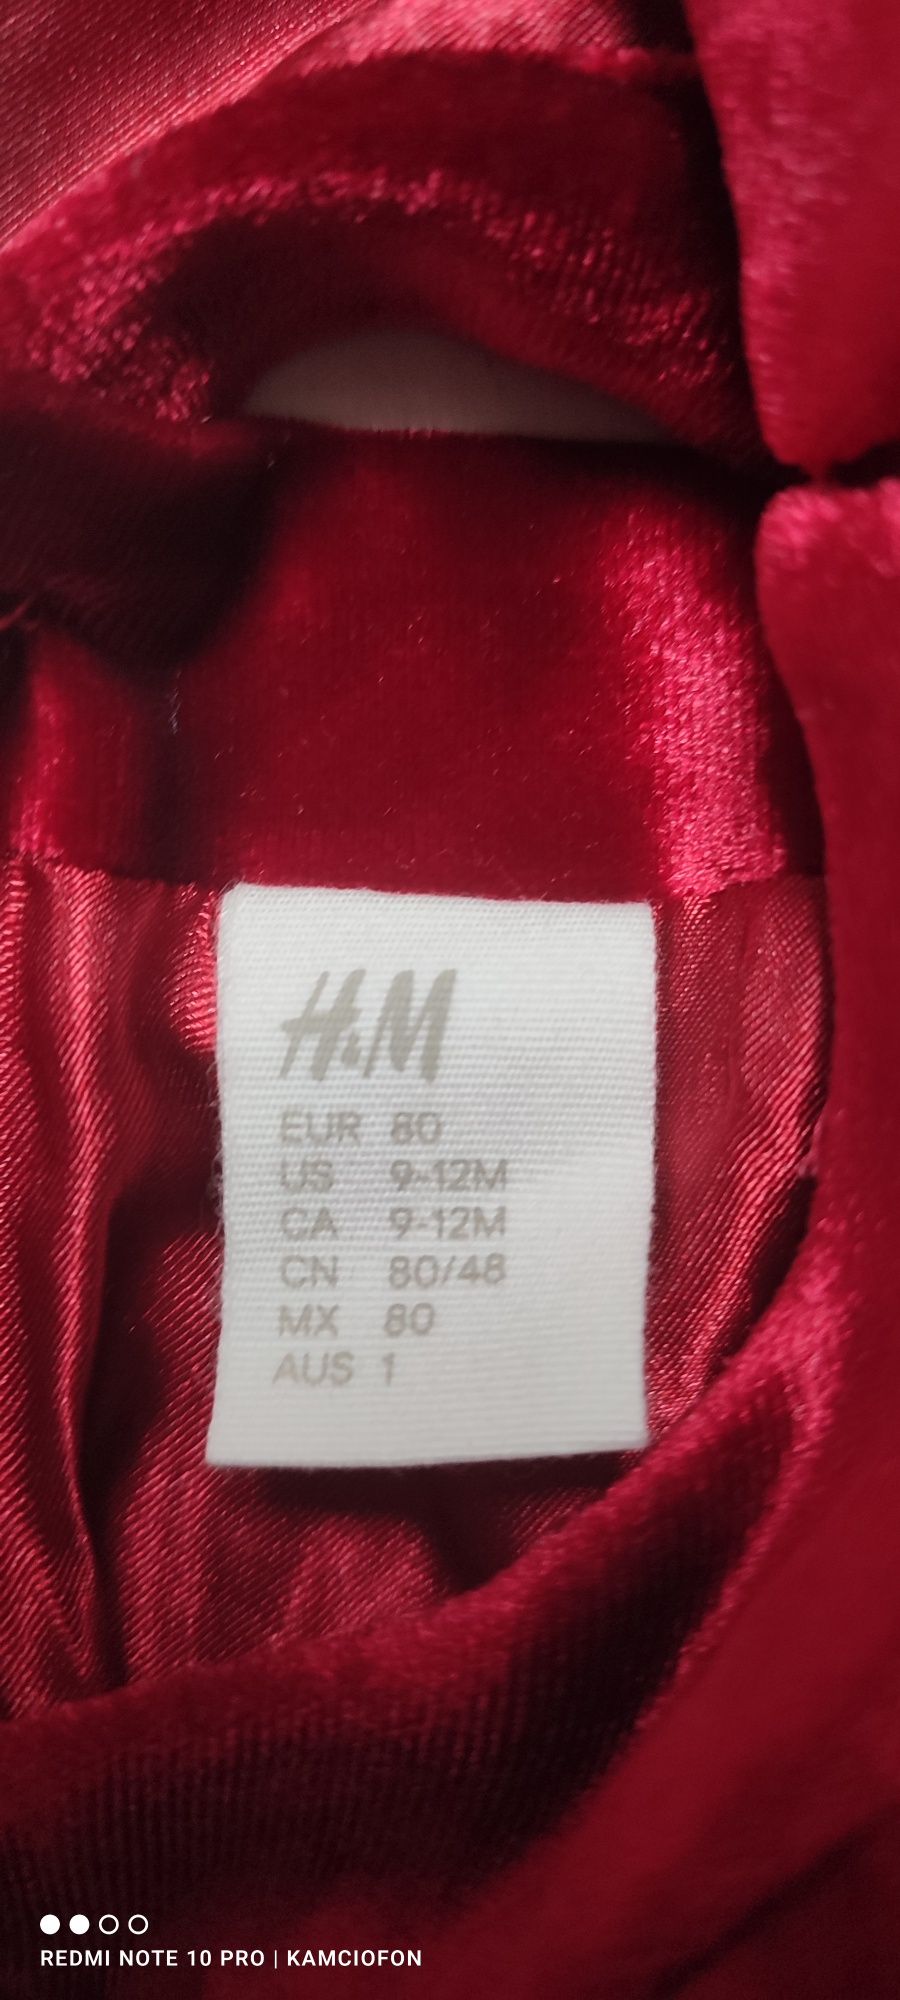 H&M
EUR 80
US 9-12M
CA 9-12M
CN 80/48
MX 80
AUS 1
REDMI NOTE 10 PRO | KAMCIOFON